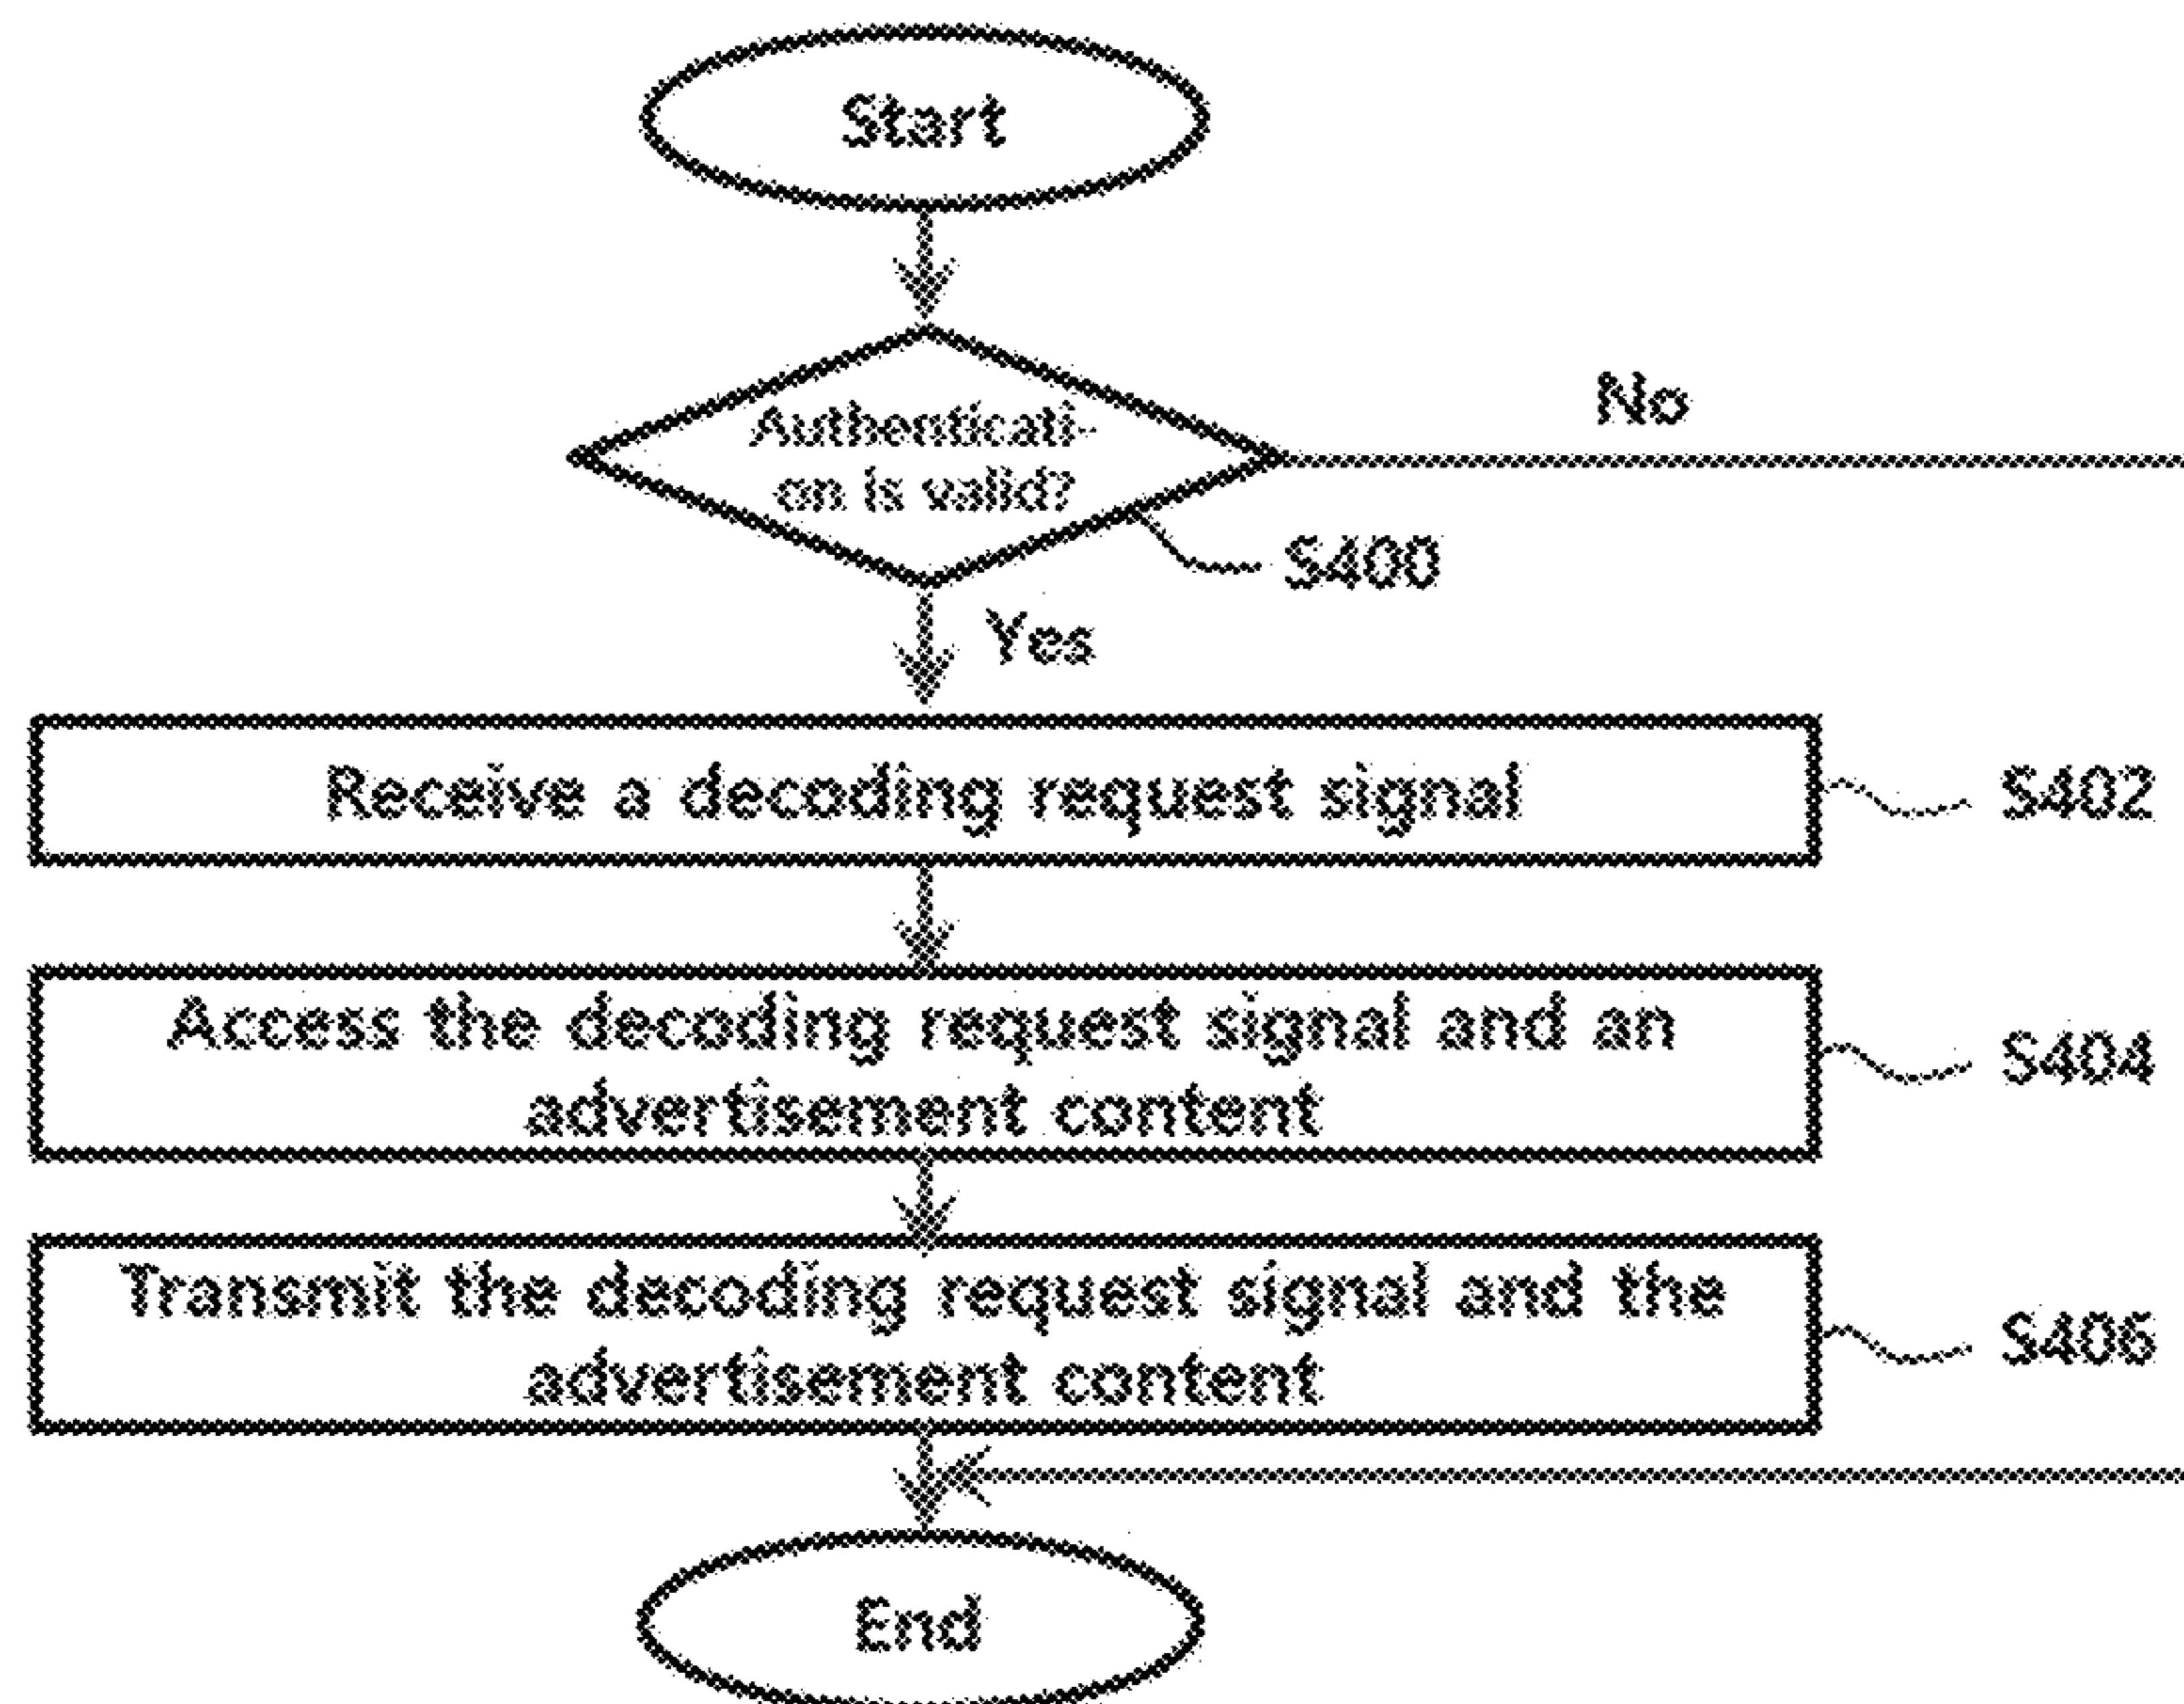 Start
No
Authenticati-
on is valid?
S400
Yes
Receive a decoding request signal
S402
Access the decoding request signal and an
advertisement content
S404
Transmit the decoding request signal and the
advertisement content
S406
End